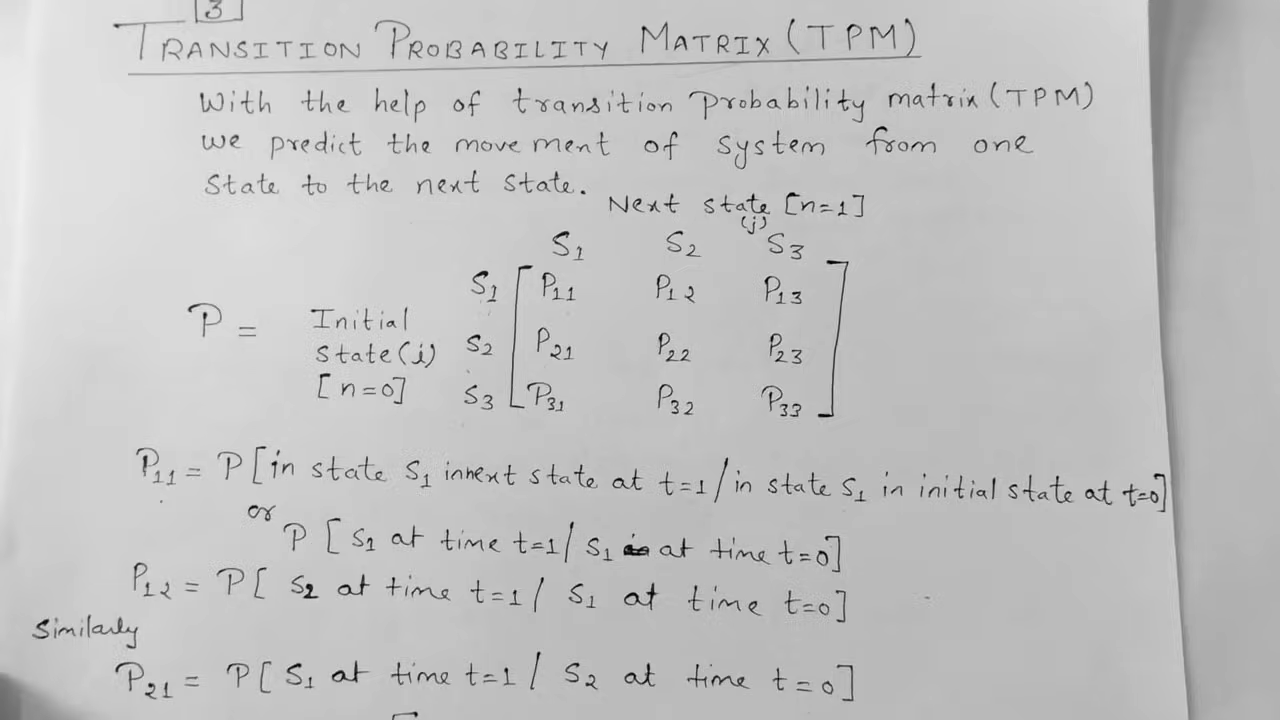 3
TRANSITION PROBABILITY MATRIX (TPM)
With the help of transition Probability matrix (TPM)
we predict the movement of system from one
State to the next state.
Next state [n=1]
(j)
S1 S2 S3
S1 P11 P12 P13
P = Initial
state (i) S2 P21 P22 P23
[n=0] S3 P31 P32 P33
P11 = P[in state S1 in next state at t=1/in state S1 in initial state at t=0]
or
P [S1 at time t=1/ S1 at time t=0]
P12 = P[ S2 at time t=1/ S1 at time t=0]
Similarly
P21 = P[ S1 at time t=1/ S2 at time t=0]